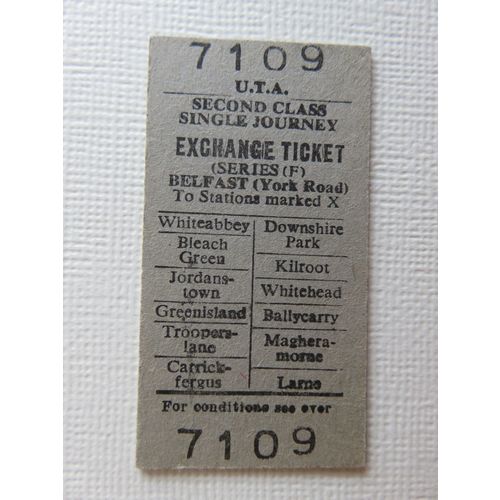 7109
U.T.A.
SECOND CLASS
SINGLE JOURNEY
EXCHANGE TICKET
(SERIES (F)
BELFAST (York Road)
To Stations marked X
Whiteabbey
Bleach
Green
Jordans-
town
Greenisland
Troopers-
lane
Carrick-
fergus
Downshire
Park
Kilroot
Whitehead
Ballycarry
Maghera-
morne
Larne
For conditions see over
7109